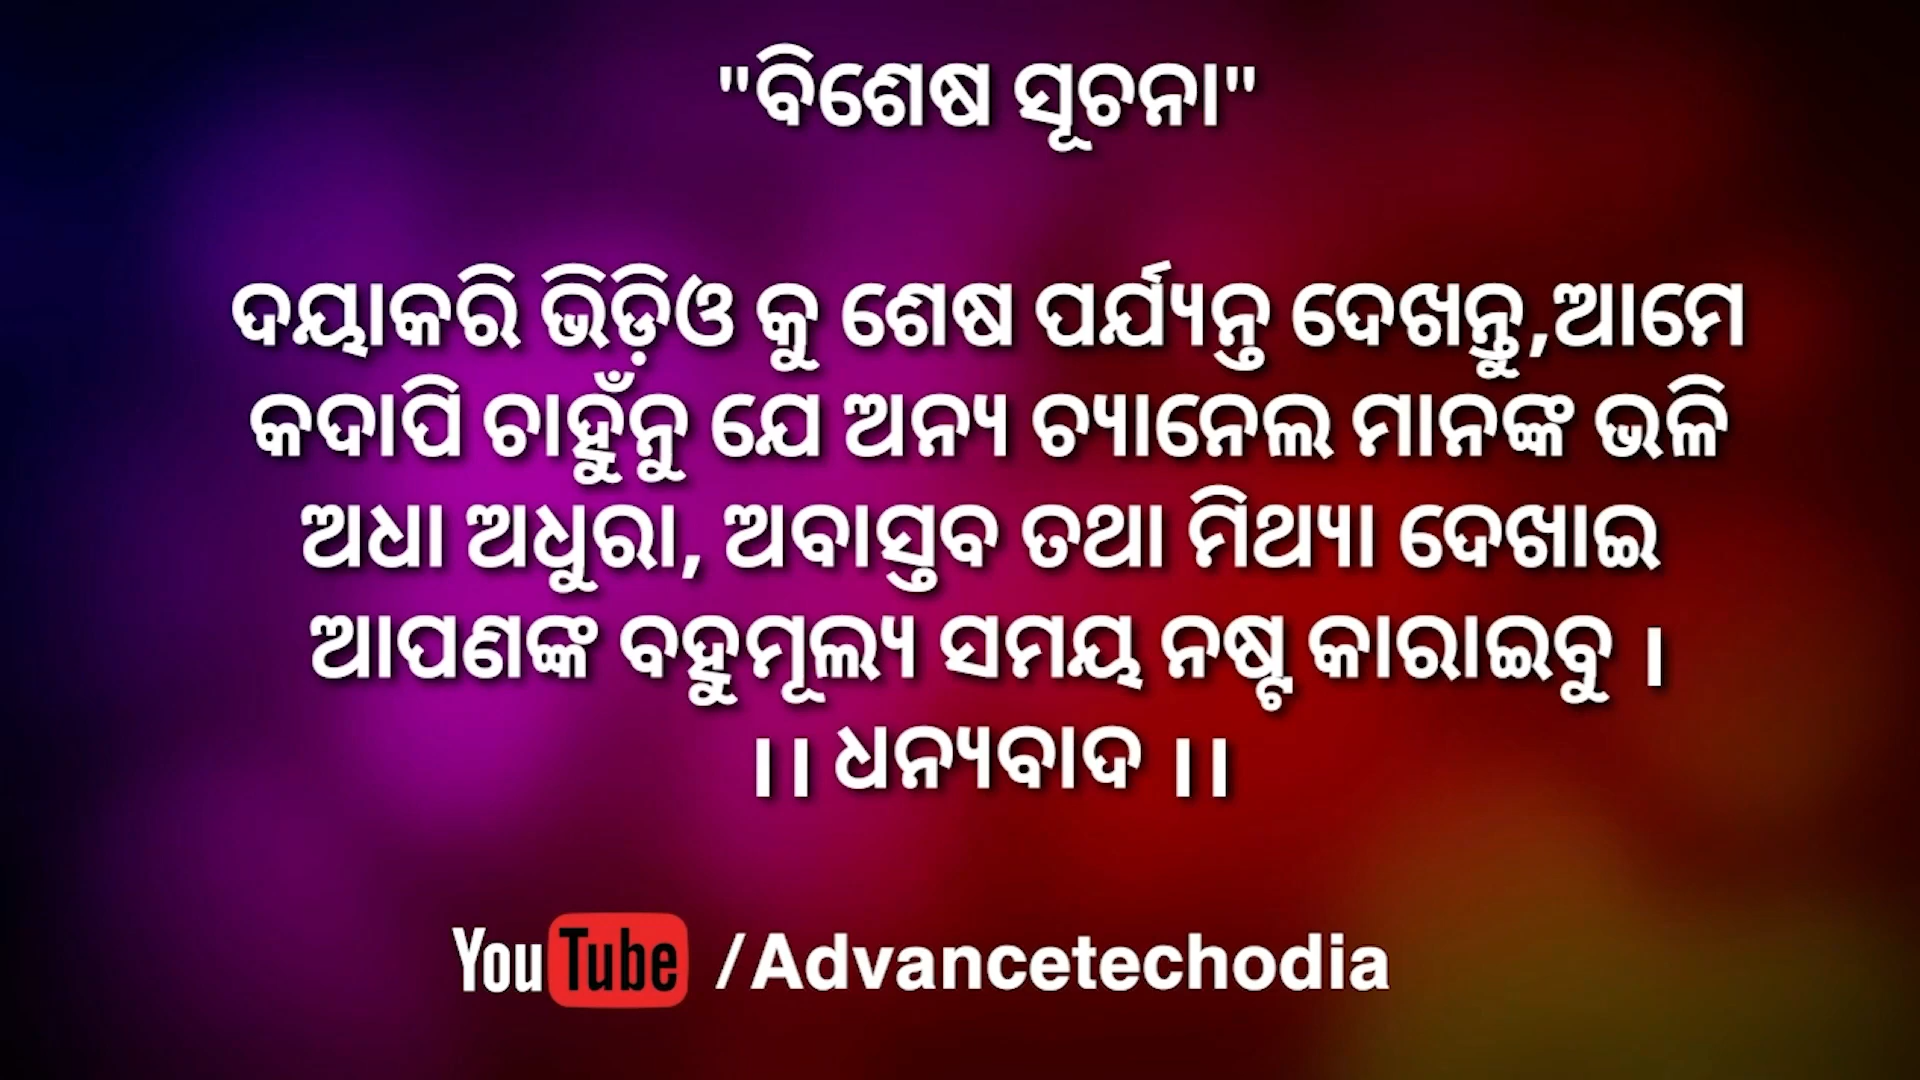 "ବିଶେଷ ସୂଚନା"
ଦୟାକରି ଭିଡ଼ିଓ କୁ ଶେଷ ପର୍ଯ୍ୟନ୍ତ ଦେଖନ୍ତୁ,ଆମେ
କଦାପି ଚାହୁଁନୁ ଯେ ଅନ୍ୟ ଚ୍ୟାନେଲ ମାନଙ୍କ ଭଳି
ଅଧା ଅଧୁରା, ଅବାସ୍ତବ ତଥା ମିଥ୍ୟା ଦେଖାଇ
ଆପଣଙ୍କ ବହୁମୂଲ୍ୟ ସମୟ ନଷ୍ଟ କାରାଇବୁ ।
।। ଧନ୍ୟବାଦ ।।
YouTube /Advancetechodia